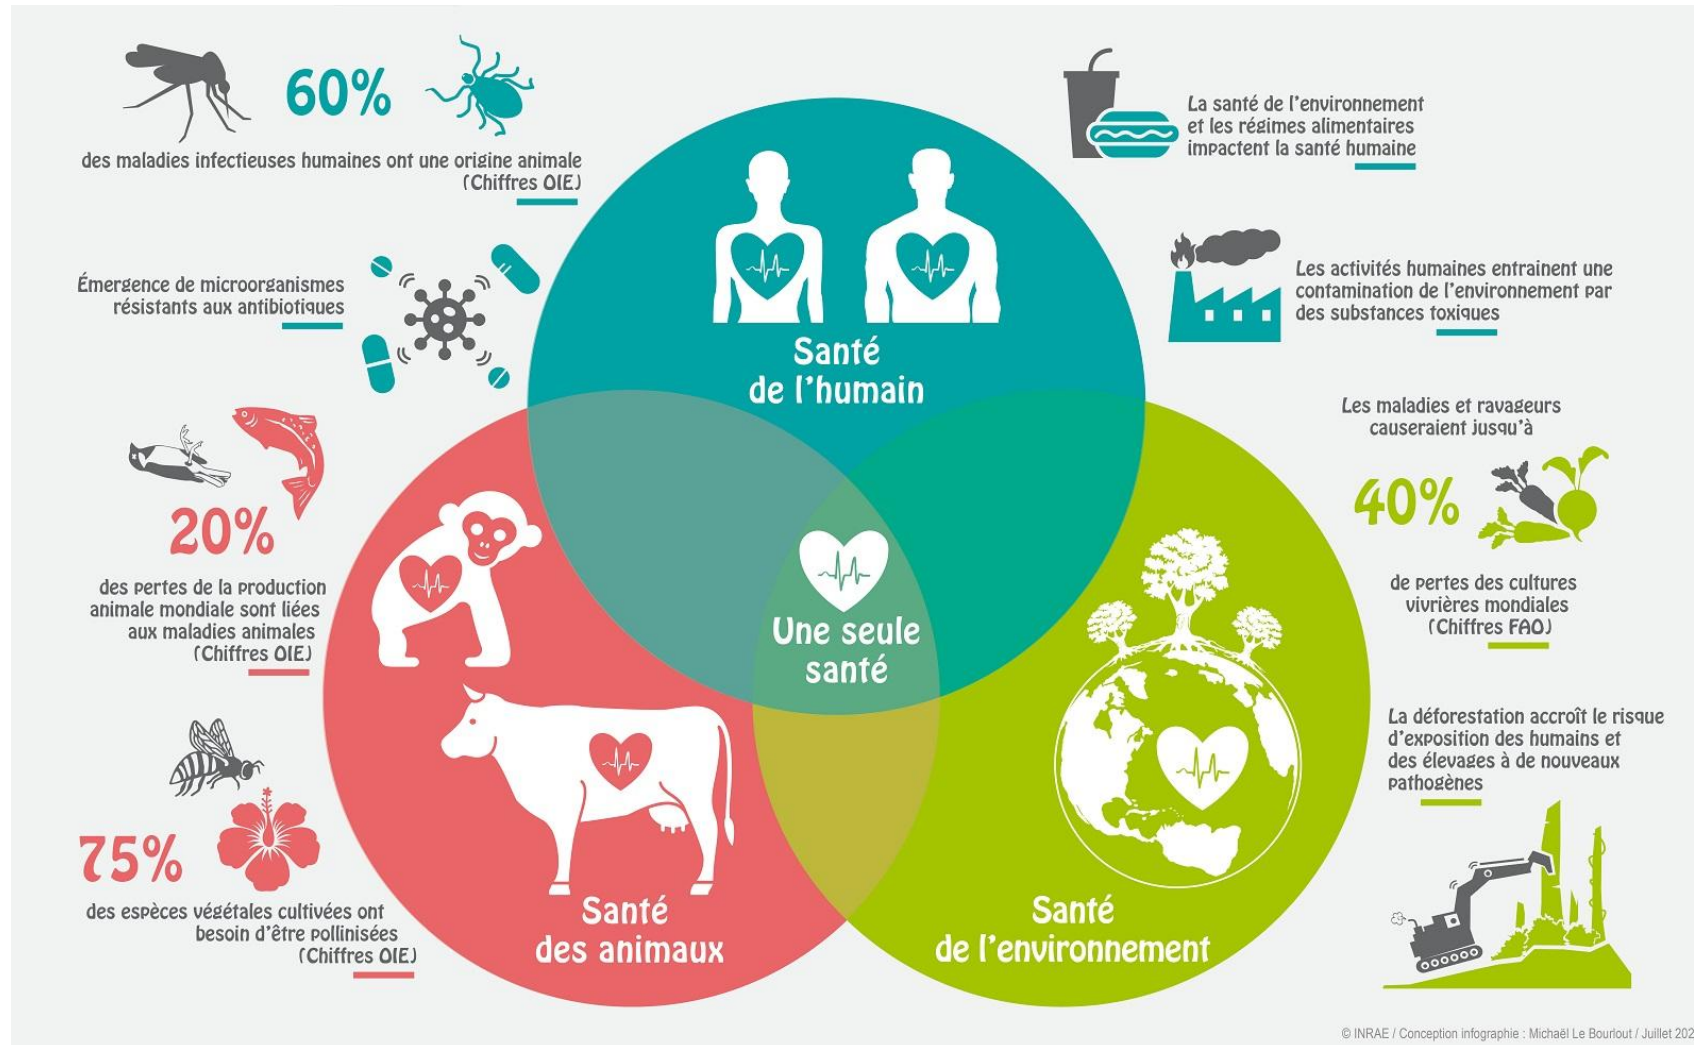 60%
des maladies infectieuses humaines ont une origine animale
(Chiffres OIE)
Émergence de microorganismes
résistants aux antibiotiques
20%
des pertes de la production
animale mondiale sont liées
aux maladies animales
(Chiffres OIE)
75%
des espèces végétales cultivées ont
besoin d'être pollinisées
(Chiffres OIE)
Santé
de l'humain
Une seule
santé
Santé
des animaux
Santé
de l'environnement
La santé de l'environnement
et les régimes alimentaires
impactent la santé humaine
Les activités humaines entrainent une
contamination de l'environnement par
des substances toxiques
Les maladies et ravageurs
causeraient jusqu'à
40%
de pertes des cultures
vivrières mondiales
(Chiffres FAO)
La déforestation accroît le risque
d'exposition des humains et
des élevages à de nouveaux
pathogènes
© INRAE / Conception infographie : Michaël Le Bourlout / Juillet 202